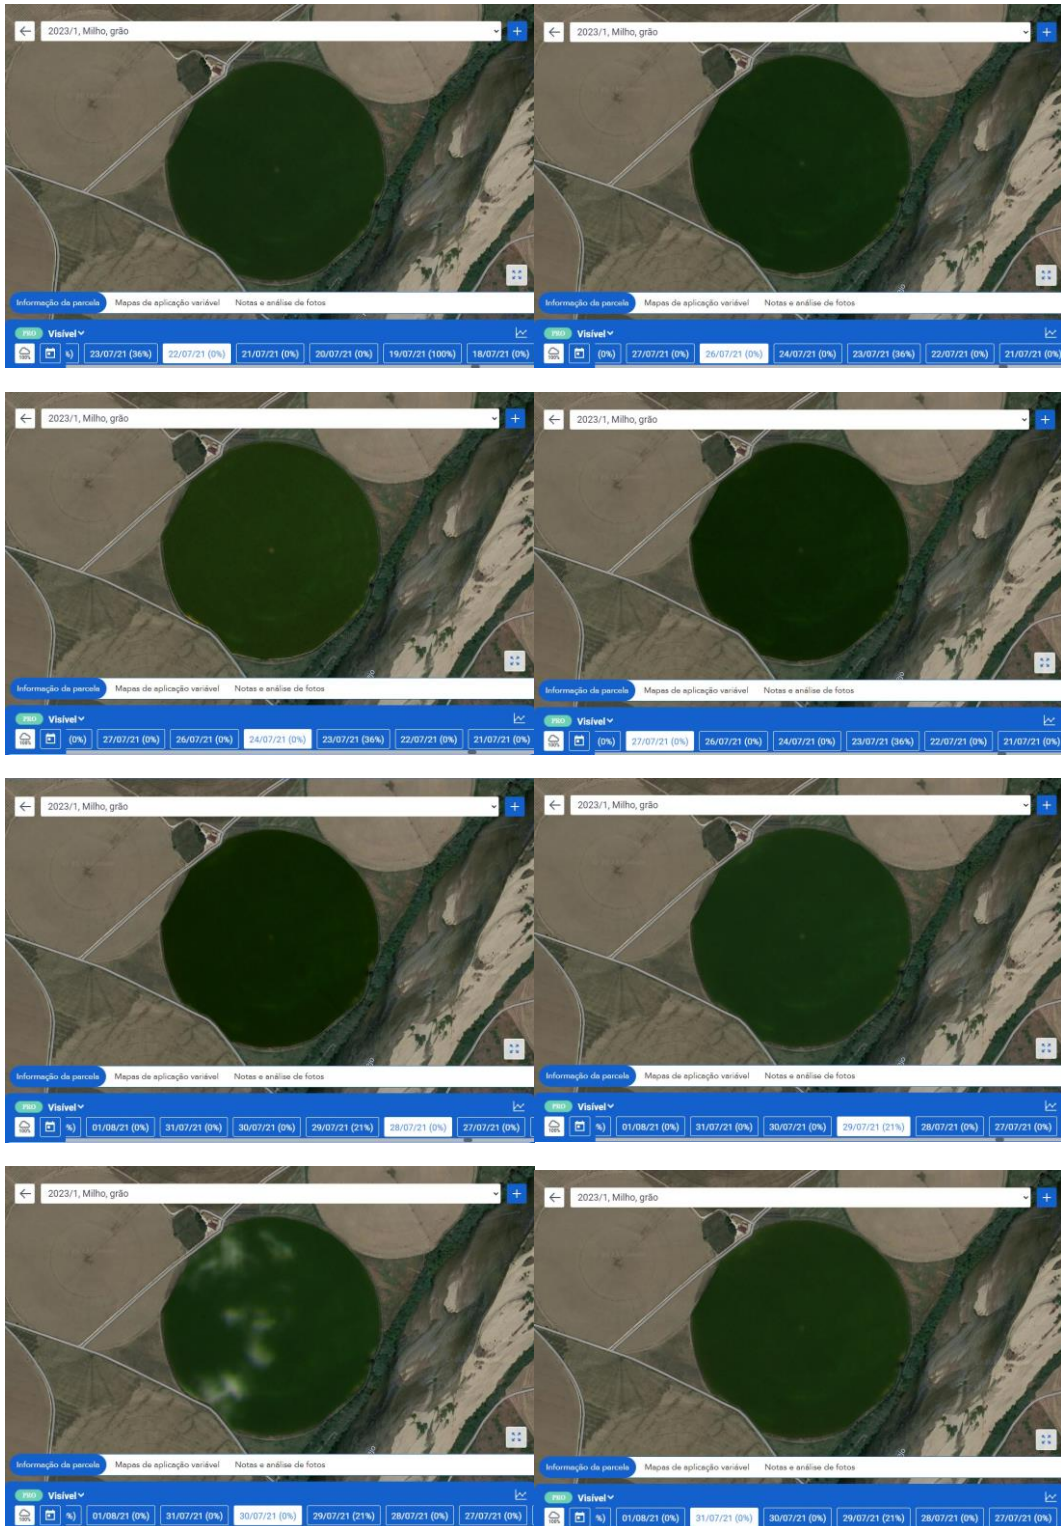 2023/1, Milho, grão
Informação da parcela Mapas de aplicação variável Notas e análise de fotos
PRO Visível
100% %) 23/07/21 (36%) 22/07/21 (0%) 21/07/21 (0%) 20/07/21 (0%) 19/07/21 (100%) 18/07/21 (0%)
2023/1, Milho, grão
Informação da parcela Mapas de aplicação variável Notas e análise de fotos
PRO Visível
100% (0%) 27/07/21 (0%) 26/07/21 (0%) 24/07/21 (0%) 23/07/21 (36%) 22/07/21 (0%) 21/07/21 (0%)
2023/1, Milho, grão
Informação da parcela Mapas de aplicação variável Notas e análise de fotos
PRO Visível
100% (0%) 27/07/21 (0%) 26/07/21 (0%) 24/07/21 (0%) 23/07/21 (36%) 22/07/21 (0%) 21/07/21 (0%)
2023/1, Milho, grão
Informação da parcela Mapas de aplicação variável Notas e análise de fotos
PRO Visível
100% (0%) 27/07/21 (0%) 26/07/21 (0%) 24/07/21 (0%) 23/07/21 (36%) 22/07/21 (0%) 21/07/21 (0%)
2023/1, Milho, grão
Informação da parcela Mapas de aplicação variável Notas e análise de fotos
PRO Visível
100% %) 01/08/21 (0%) 31/07/21 (0%) 30/07/21 (0%) 29/07/21 (21%) 28/07/21 (0%) 27/07/21 (0%)
2023/1, Milho, grão
Informação da parcela Mapas de aplicação variável Notas e análise de fotos
PRO Visível
100% %) 01/08/21 (0%) 31/07/21 (0%) 30/07/21 (0%) 29/07/21 (21%) 28/07/21 (0%) 27/07/21 (0%)
2023/1, Milho, grão
Informação da parcela Mapas de aplicação variável Notas e análise de fotos
PRO Visível
100% %) 01/08/21 (0%) 31/07/21 (0%) 30/07/21 (0%) 29/07/21 (21%) 28/07/21 (0%) 27/07/21 (0%)
2023/1, Milho, grão
Informação da parcela Mapas de aplicação variável Notas e análise de fotos
PRO Visível
100% %) 01/08/21 (0%) 31/07/21 (0%) 30/07/21 (0%) 29/07/21 (21%) 28/07/21 (0%) 27/07/21 (0%)